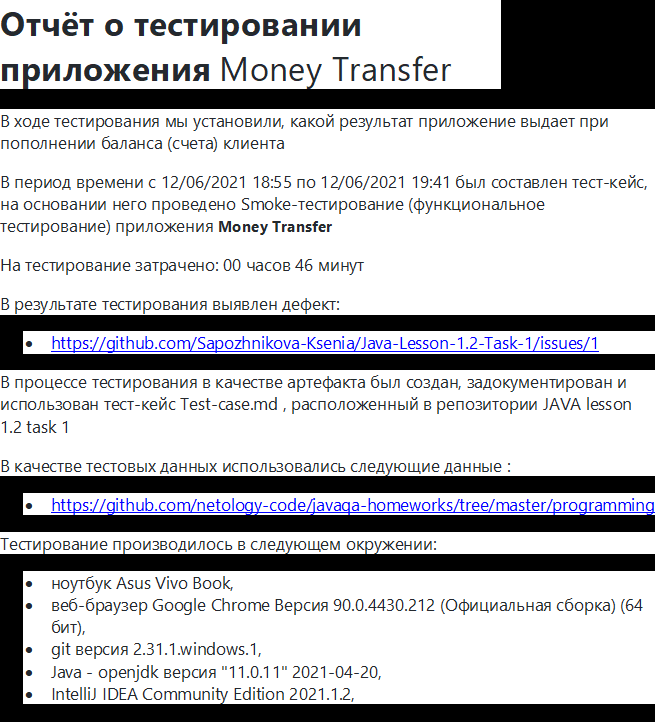 Отчёт о тестировании
приложения Money Transfer
В ходе тестирования мы установили, какой результат приложение выдает при
пополнении баланса (счета) клиента
В период времени с 12/06/2021 18:55 по 12/06/2021 19:41 был составлен тест-кейс,
на основании него проведено Smoke-тестирование (функциональное
тестирование) приложения Money Transfer
На тестирование затрачено: 00 часов 46 минут
В результате тестирования выявлен дефект:
• https://github.com/Sapozhnikova-Ksenia/Java-Lesson-1.2-Task-1/issues/1
В процессе тестирования в качестве артефакта был создан, задокументирован и
использован тест-кейс Test-case.md , расположенный в репозитории JAVA lesson
1.2 task 1
В качестве тестовых данных использовались следующие данные :
• https://github.com/netology-code/javaqa-homeworks/tree/master/programming
Тестирование производилось в следующем окружении:
• ноутбук Asus Vivo Book,
• веб-браузер Google Chrome Версия 90.0.4430.212 (Официальная сборка) (64
бит),
• git версия 2.31.1.windows.1,
• Java - openjdk версия "11.0.11" 2021-04-20,
• IntelliJ IDEA Community Edition 2021.1.2,